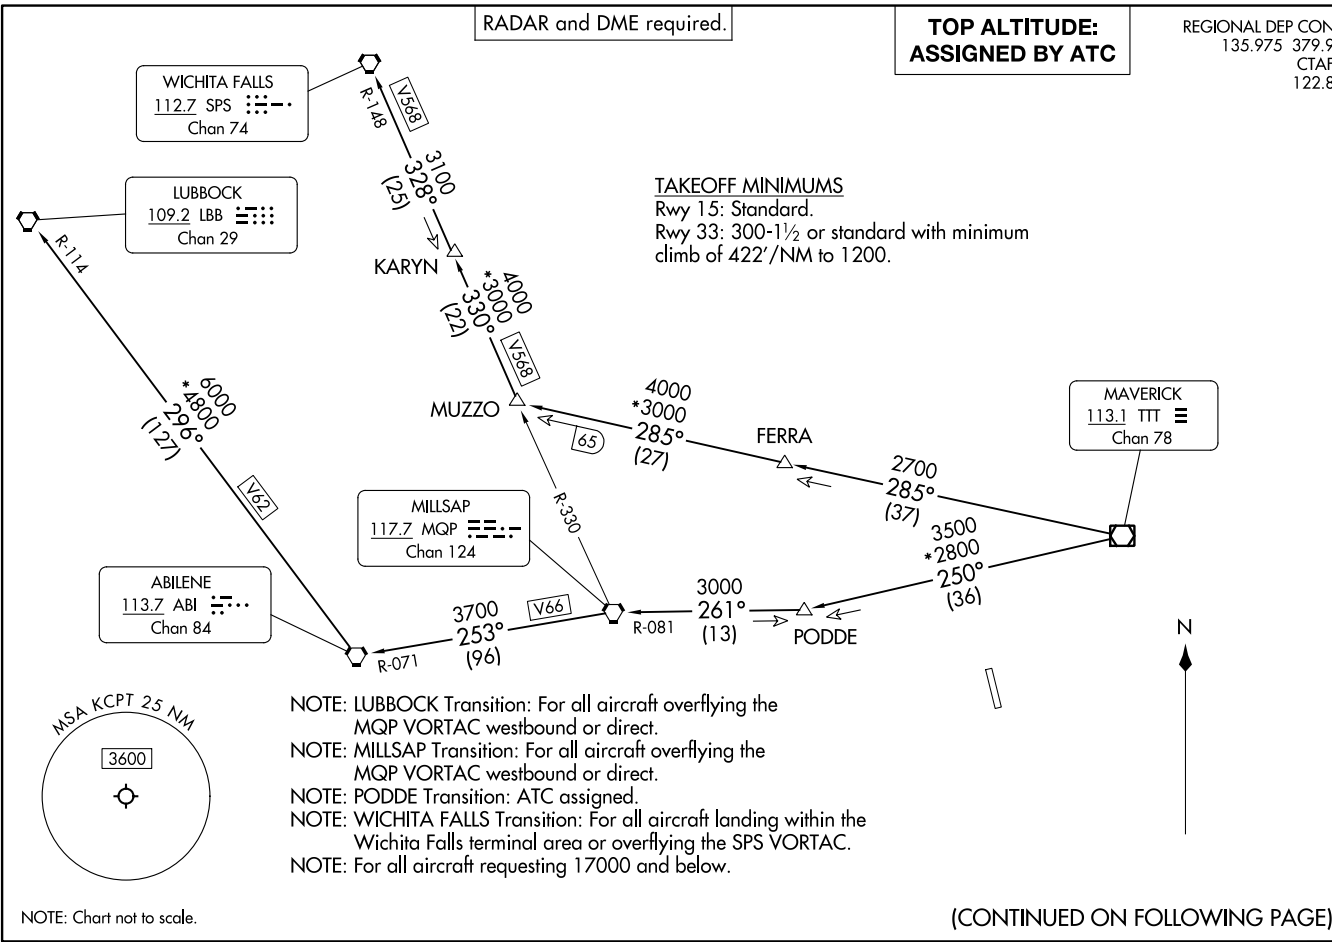 RADAR and DME required.
TOP ALTITUDE:
ASSIGNED BY ATC
REGIONAL DEP CON
135.975 379.9
CTAF
122.8
WICHITA FALLS
112.7 SPS
Chan 74
R-148
V568
3100
328°
(25)
LUBBOCK
109.2 LBB
Chan 29
R-114
KARYN
TAKEOFF MINIMUMS
Rwy 15: Standard.
Rwy 33: 300-1½ or standard with minimum
climb of 422'/NM to 1200.
4000
*3000
330°
(22)
V568
MUZZO
6000
*4800
296°
(127)
V62
4000
*3000
285°
(27)
65
FERRA
MAVERICK
113.1 TTT
Chan 78
2700
285°
(37)
3500
*2800
250°
(36)
MILLSAP
117.7 MQP
Chan 124
R-330
ABILENE
113.7 ABI
Chan 84
R-071
3700
253°
(96)
V66
R-081
3000
261°
(13)
PODDE
N
MSA KCPT 25 NM
3600
NOTE: LUBBOCK Transition: For all aircraft overflying the
MQP VORTAC westbound or direct.
NOTE: MILLSAP Transition: For all aircraft overflying the
MQP VORTAC westbound or direct.
NOTE: PODDE Transition: ATC assigned.
NOTE: WICHITA FALLS Transition: For all aircraft landing within the
Wichita Falls terminal area or overflying the SPS VORTAC.
NOTE: For all aircraft requesting 17000 and below.
NOTE: Chart not to scale.
(CONTINUED ON FOLLOWING PAGE)